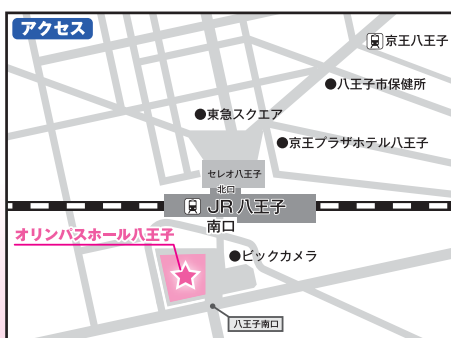 アクセス
京王八王子
八王子市保健所
東急スクエア
京王プラザホテル八王子
セレオ八王子
北口
JR 八王子
南口
オリンパスホール八王子
ビックカメラ
八王子南口